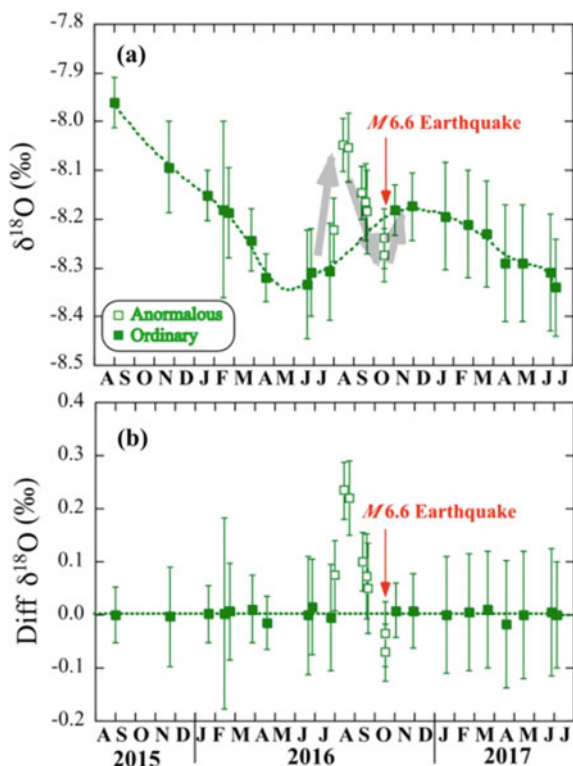 (a)
-7.8
-7.9
-8.0
-8.1
-8.2
-8.3
-8.4
-8.5
δ¹⁸O (‰)
M6.6 Earthquake
Anormalous
Ordinary
A S O N D J F M A M J J A S O N D J F M A M J J
(b)
0.4
0.3
0.2
0.1
0.0
-0.1
-0.2
Diff δ¹⁸O (‰)
M6.6 Earthquake
A S O N D J F M A M J J A S O N D J F M A M J J
2015 2016 2017